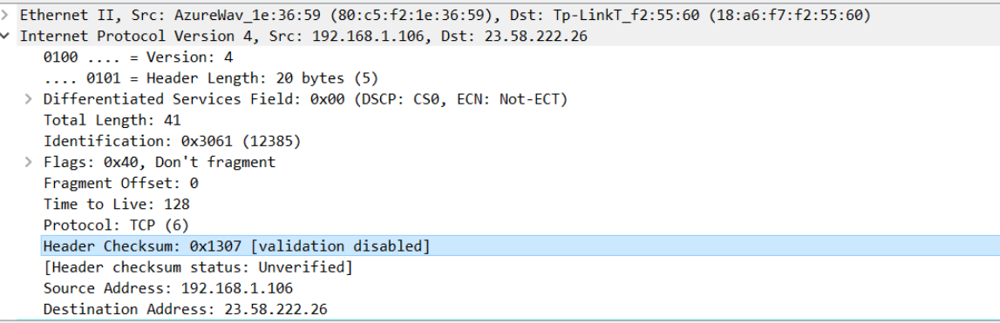 Ethernet II, Src: AzureWav_1e:36:59 (80:c5:f2:1e:36:59), Dst: Tp-LinkT_f2:55:60 (18:a6:f7:f2:55:60)
Internet Protocol Version 4, Src: 192.168.1.106, Dst: 23.58.222.26
0100 .... = Version: 4
.... 0101 = Header Length: 20 bytes (5)
Differentiated Services Field: 0x00 (DSCP: CS0, ECN: Not-ECT)
Total Length: 41
Identification: 0x3061 (12385)
Flags: 0x40, Don't fragment
Fragment Offset: 0
Time to Live: 128
Protocol: TCP (6)
Header Checksum: 0x1307 [validation disabled]
[Header checksum status: Unverified]
Source Address: 192.168.1.106
Destination Address: 23.58.222.26